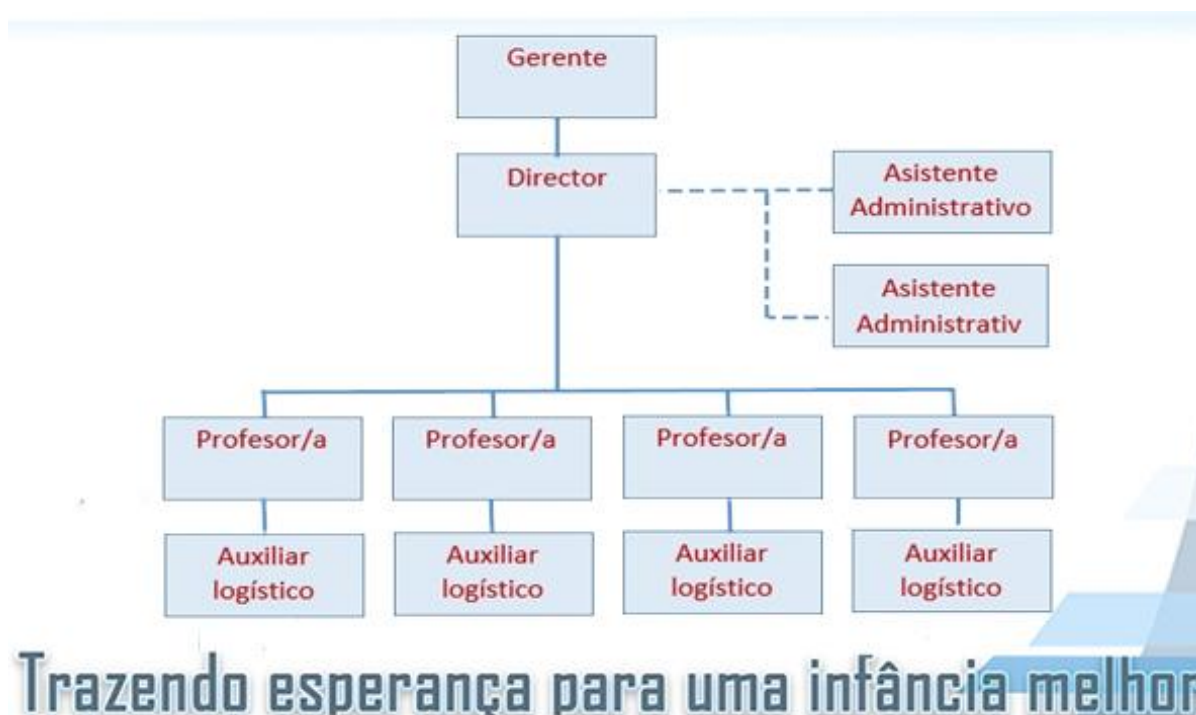 Gerente
Director
Asistente
Administrativo
Asistente
Administrativ
Profesor/a
Profesor/a
Profesor/a
Profesor/a
Auxiliar
logístico
Auxiliar
logístico
Auxiliar
logístico
Auxiliar
logístico
Trazendo esperança para uma infância melhor